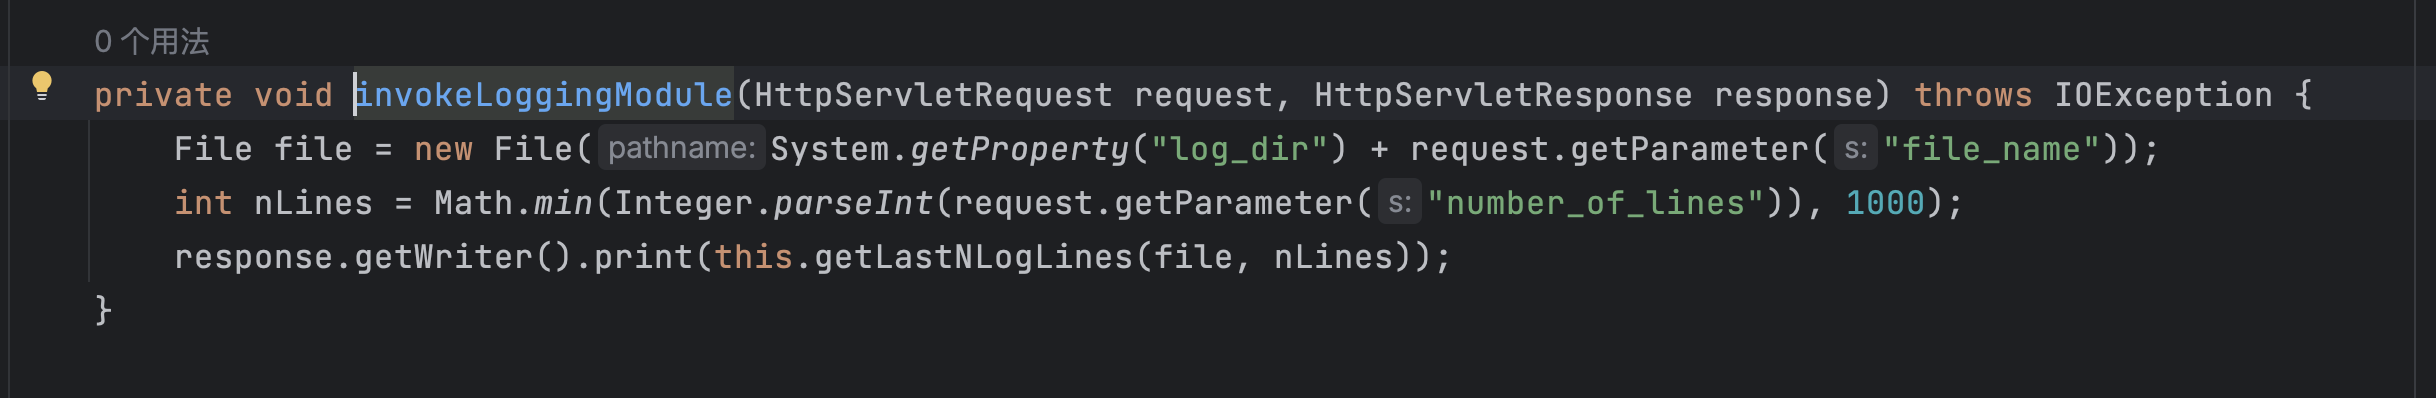 0 个用法
private void invokeLoggingModule(HttpServletRequest request, HttpServletResponse response) throws IOException {
File file = new File( pathname: System.getProperty("log_dir") + request.getParameter( s: "file_name"));
int nLines = Math.min(Integer.parseInt(request.getParameter( s: "number_of_lines")), 1000);
response.getWriter().print(this.getLastNLogLines(file, nLines));
}